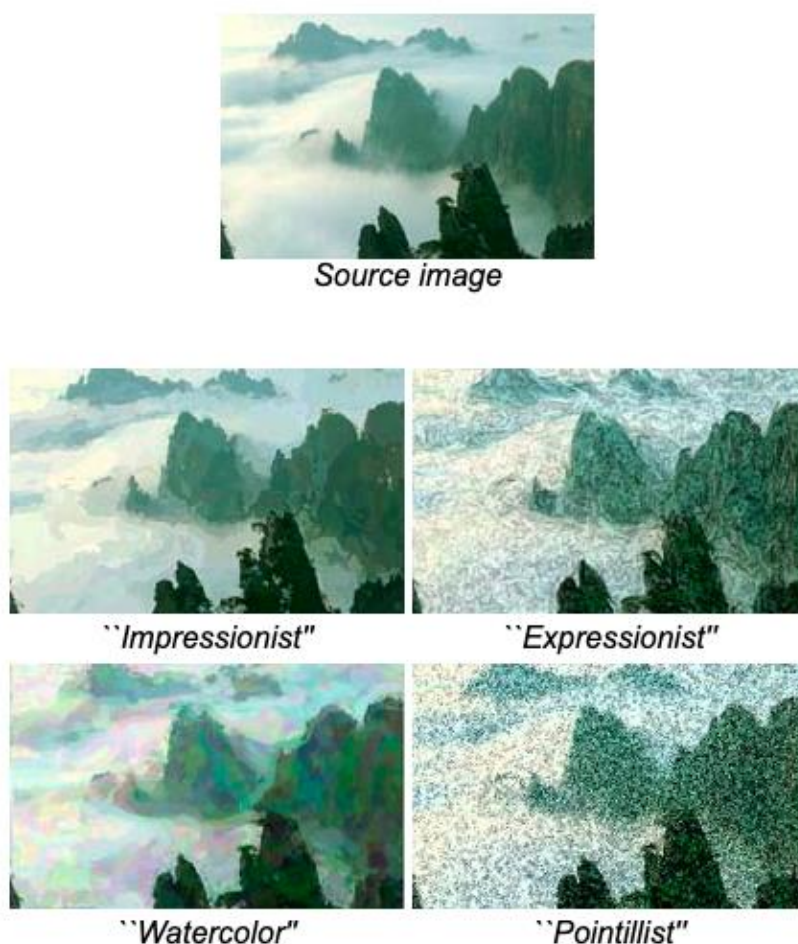 Source image
``Impressionist"
``Expressionist"
``Watercolor"
``Pointillist"